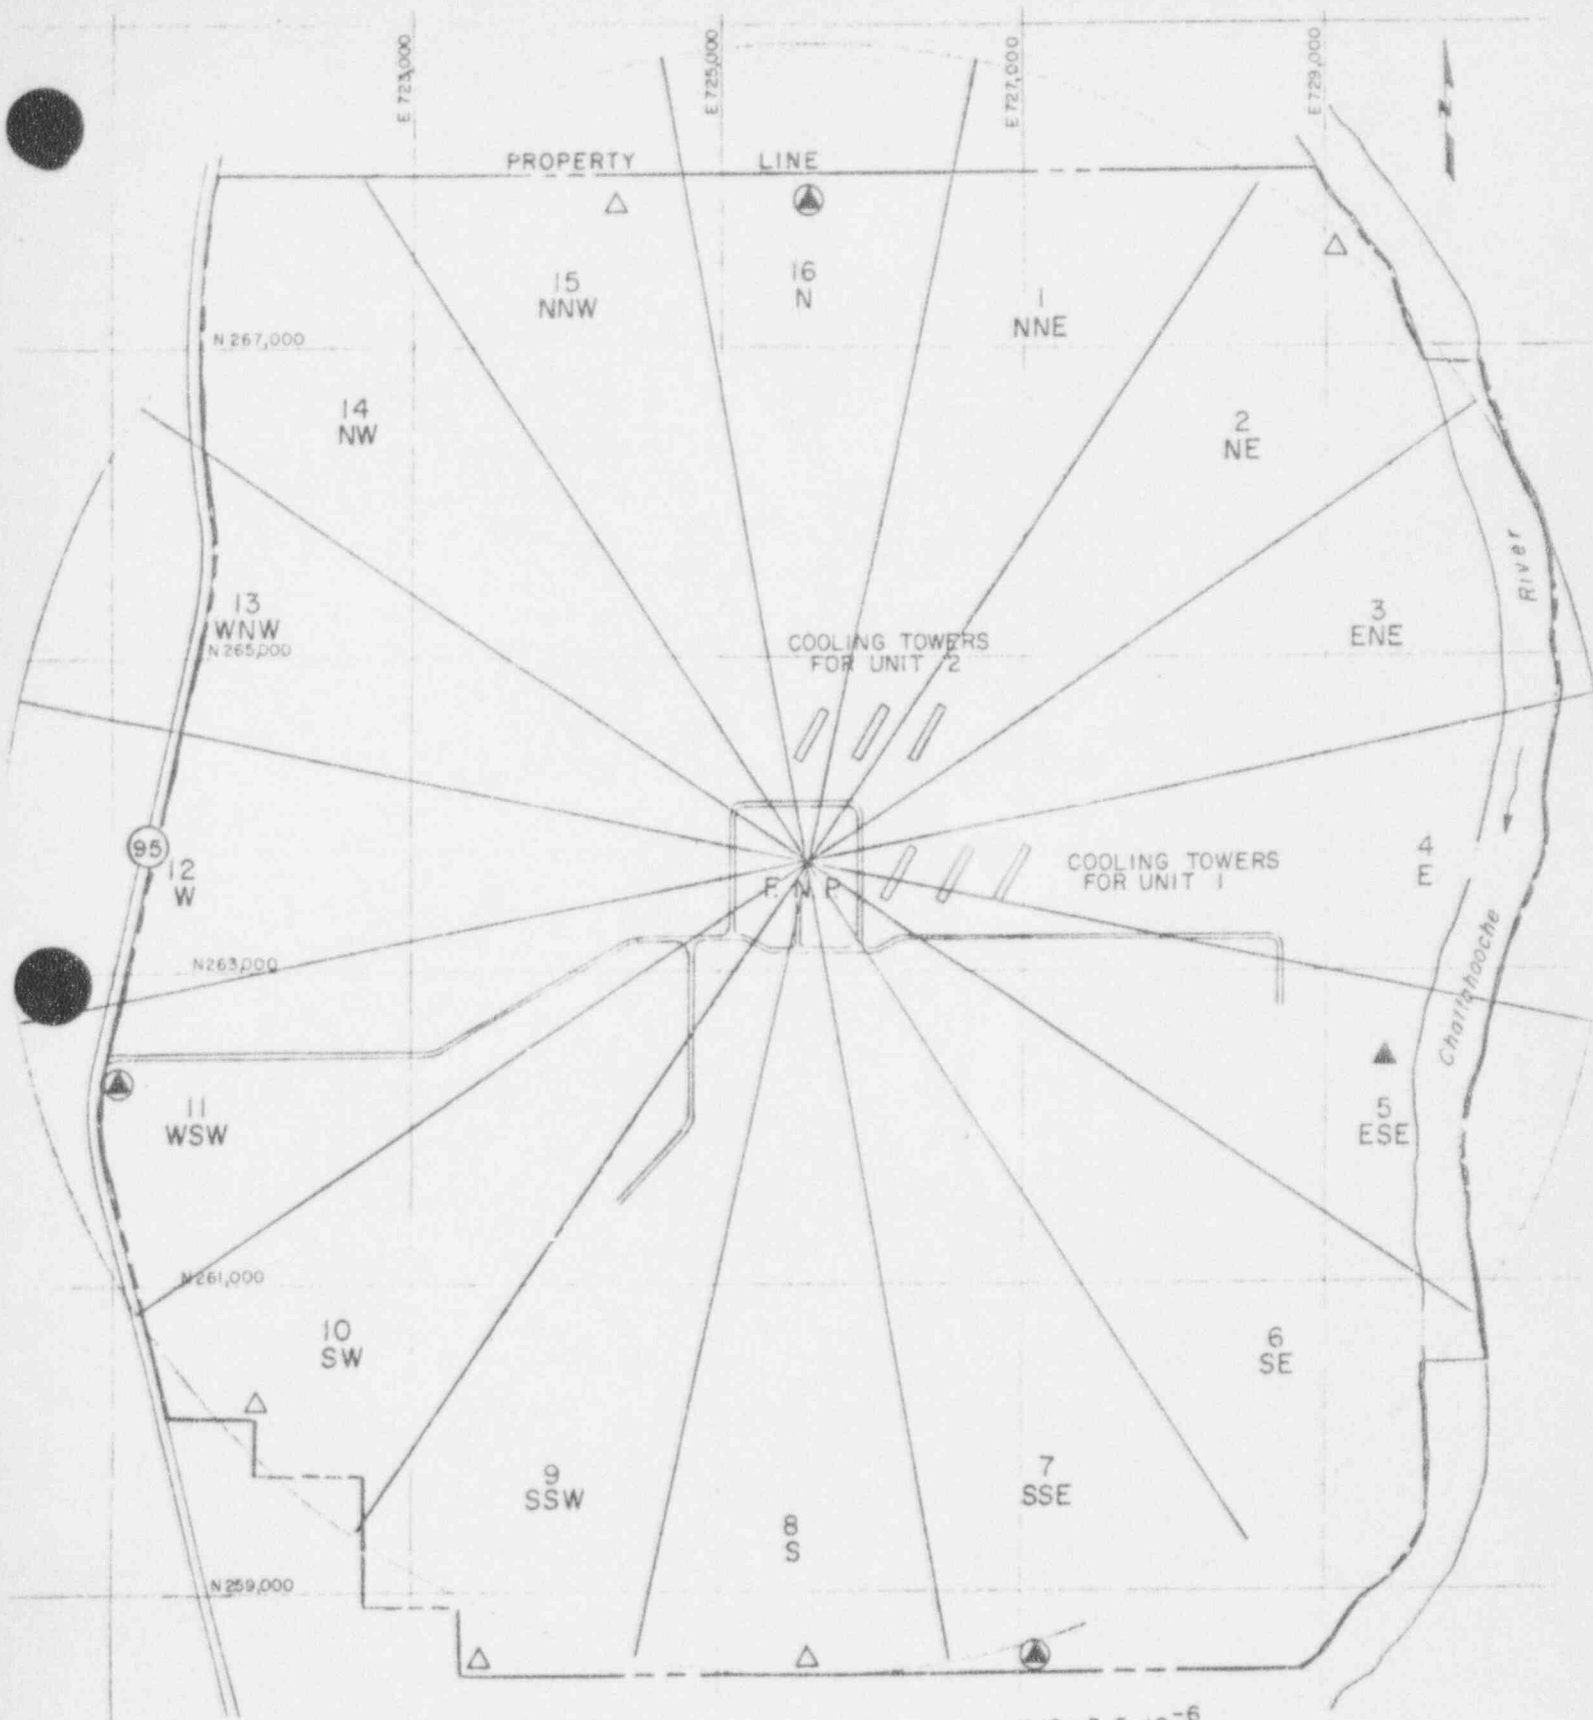 E 723,000
E 725,000
E 727,000
E 729,000
N
PROPERTY LINE
15
NNW
16
N
1
NNE
N 267,000
14
NW
2
NE
River
13
WNW
N 265,000
3
ENE
COOLING TOWERS
FOR UNIT 2
95
12
W
F. N. P.
COOLING TOWERS
FOR UNIT 1
4
E
N263,000
Chattahooche
11
WSW
5
ESE
N261,000
10
SW
6
SE
9
SSW
7
SSE
8
S
N259,000